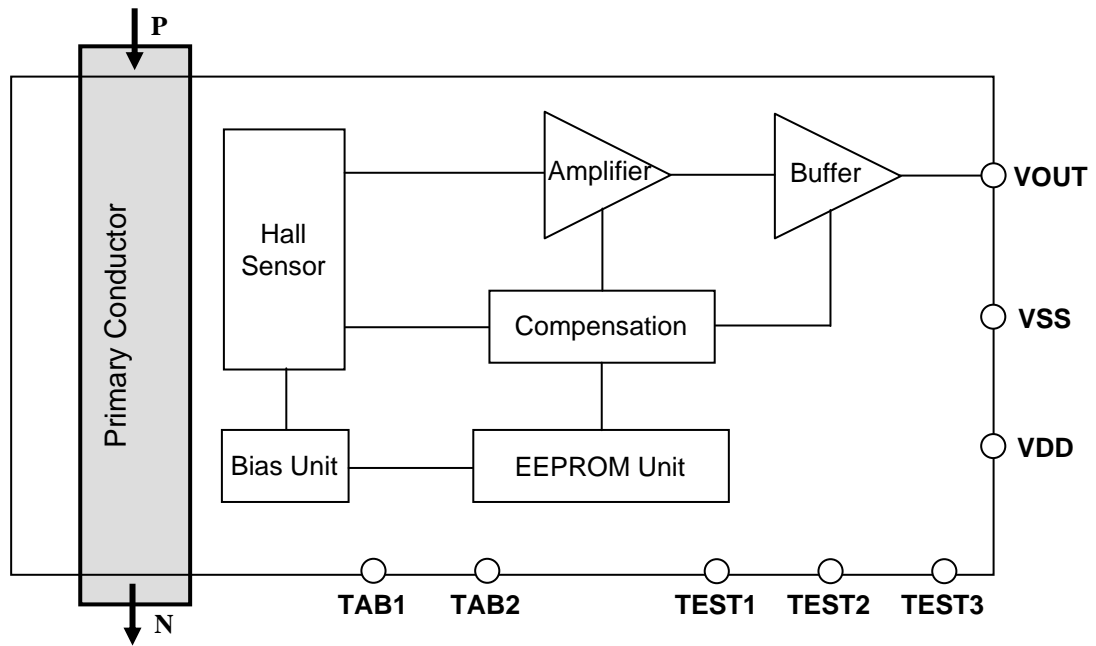 P
Primary Conductor
Hall
Sensor
Amplifier
Buffer
VOUT
Compensation
VSS
VDD
Bias Unit
EEPROM Unit
TAB1
TAB2
TEST1
TEST2
TEST3
N